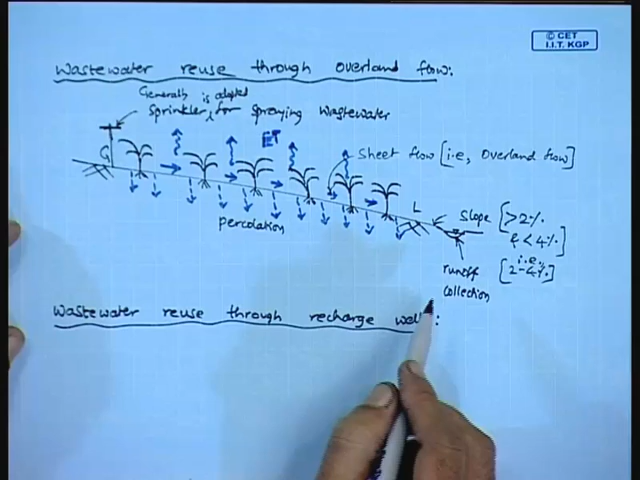 © CET
I.I.T. KGP
Wastewater reuse through overland flow:
Generally is adopted
Sprinkler, for spraying wastewater
ET
G
Sheet flow [i.e, overland flow]
L
Slope [>2%
& <4%]
i.e.
[2-4%]
percolation
runoff
collection
Wastewater reuse through recharge well: